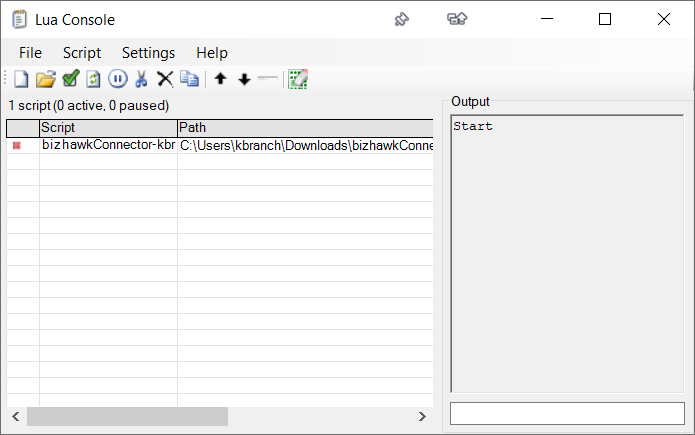 Lua Console
File Script Settings Help
1 script (0 active, 0 paused)
Output
Script Path
Start
bizhawkConnector-kbr C:\Users\kbranch\Downloads\bizhawkConne